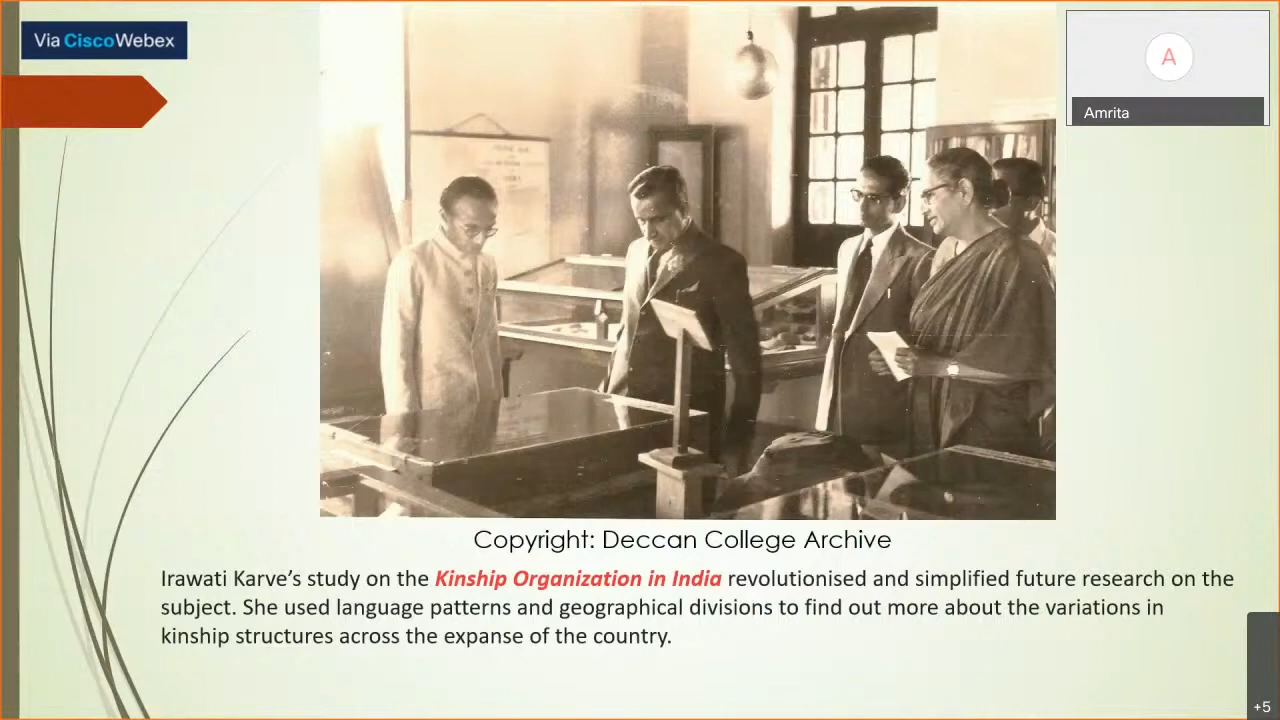 Via CiscoWebex
A
Amrita
Copyright: Deccan College Archive
Irawati Karve’s study on the Kinship Organization in India revolutionised and simplified future research on the
subject. She used language patterns and geographical divisions to find out more about the variations in
kinship structures across the expanse of the country.
+5